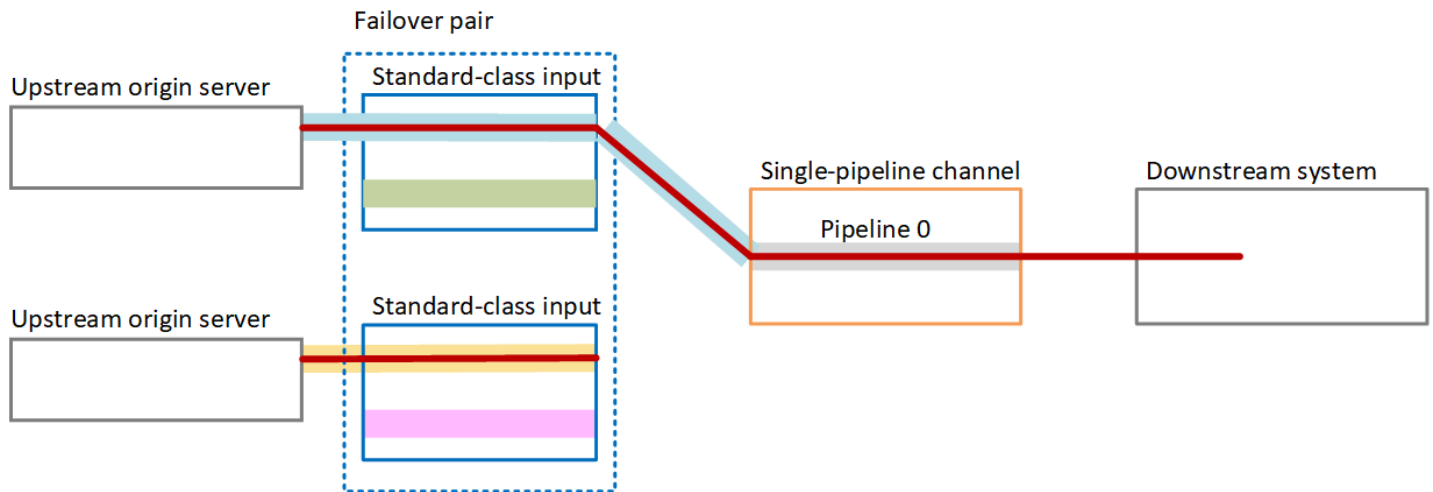 Failover pair
Upstream origin server
Standard-class input
Single-pipeline channel
Downstream system
Pipeline 0
Upstream origin server
Standard-class input